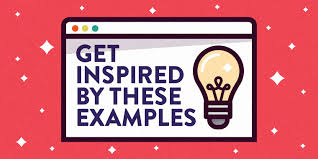 GET
INSPIRED
BY THESE
EXAMPLES